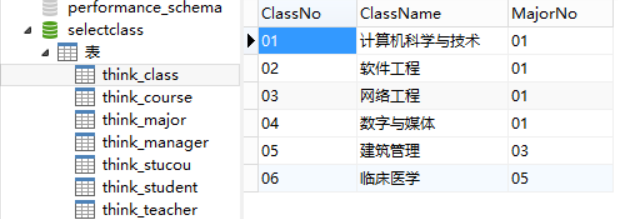 performance_schema
selectclass
表
think_class
think_course
think_major
think_manager
think_stucou
think_student
think_teacher
ClassNo ClassName MajorNo
01 计算机科学与技术 01
02 软件工程 01
03 网络工程 01
04 数字与媒体 01
05 建筑管理 03
06 临床医学 05